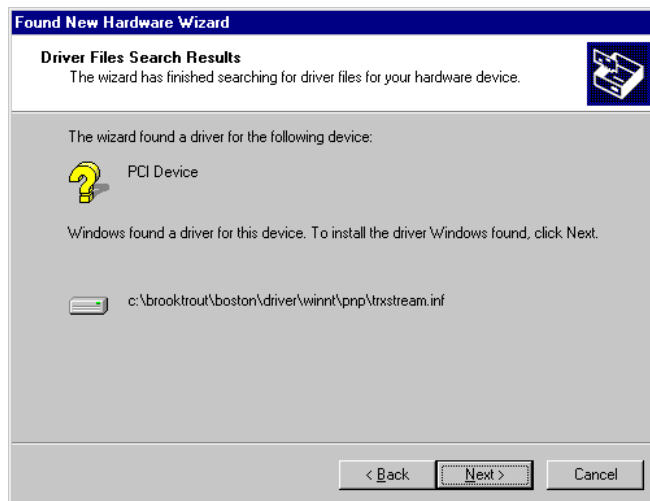 Found New Hardware Wizard
Driver Files Search Results
The wizard has finished searching for driver files for your hardware device.
The wizard found a driver for the following device:
PCI Device
Windows found a driver for this device. To install the driver Windows found, click Next.
c:\brooktrout\boston\driver\winnt\pnp\trxstream.inf
< Back
Next >
Cancel